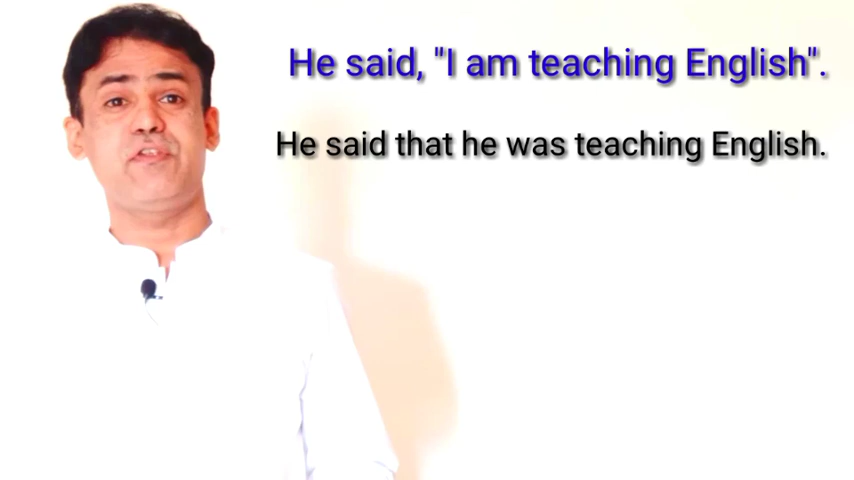 He said, "I am teaching English".
He said that he was teaching English.